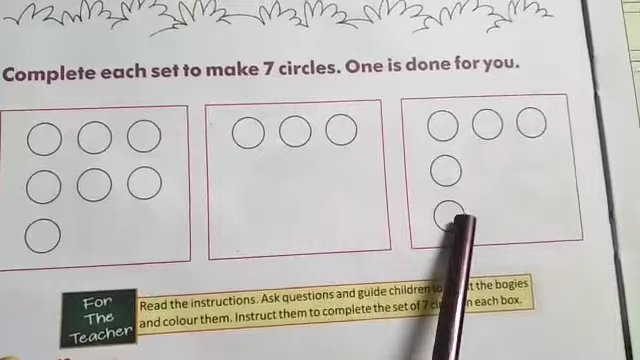 Complete each set to make 7 circles. One is done for you.
For
The
Teacher
Read the instructions. Ask questions and guide children the bogies
and colour them. Instruct them to complete the set of 7 in each box.